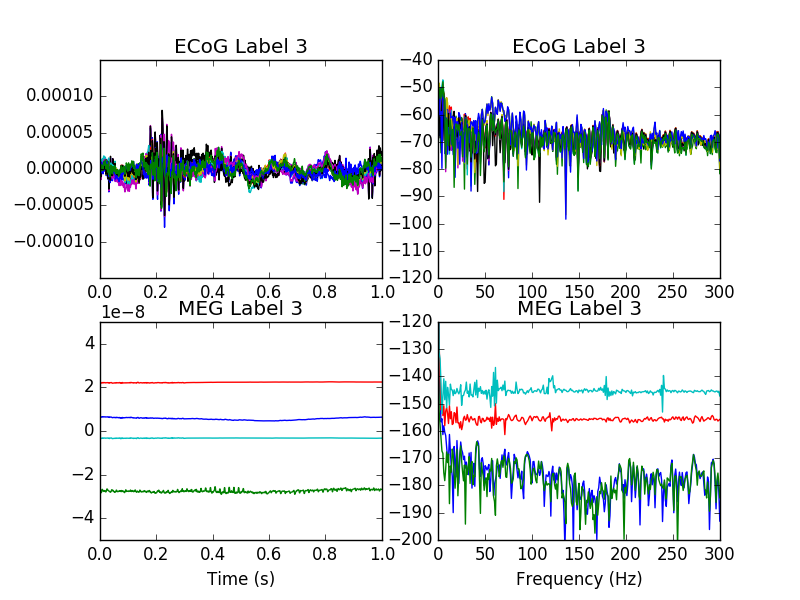 ECoG Label 3
0.00010
0.00005
0.00000
−0.00005
−0.00010
0.0 0.2 0.4 0.6 0.8 1.0
ECoG Label 3
−40
−50
−60
−70
−80
−90
−100
−110
−120
0 50 100 150 200 250 300
MEG Label 3
1e−8
4
2
0
−2
−4
0.0 0.2 0.4 0.6 0.8 1.0
Time (s)
MEG Label 3
−120
−130
−140
−150
−160
−170
−180
−190
−200
0 50 100 150 200 250 300
Frequency (Hz)